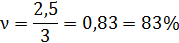 ν = 2,5/3 = 0,83 = 83%